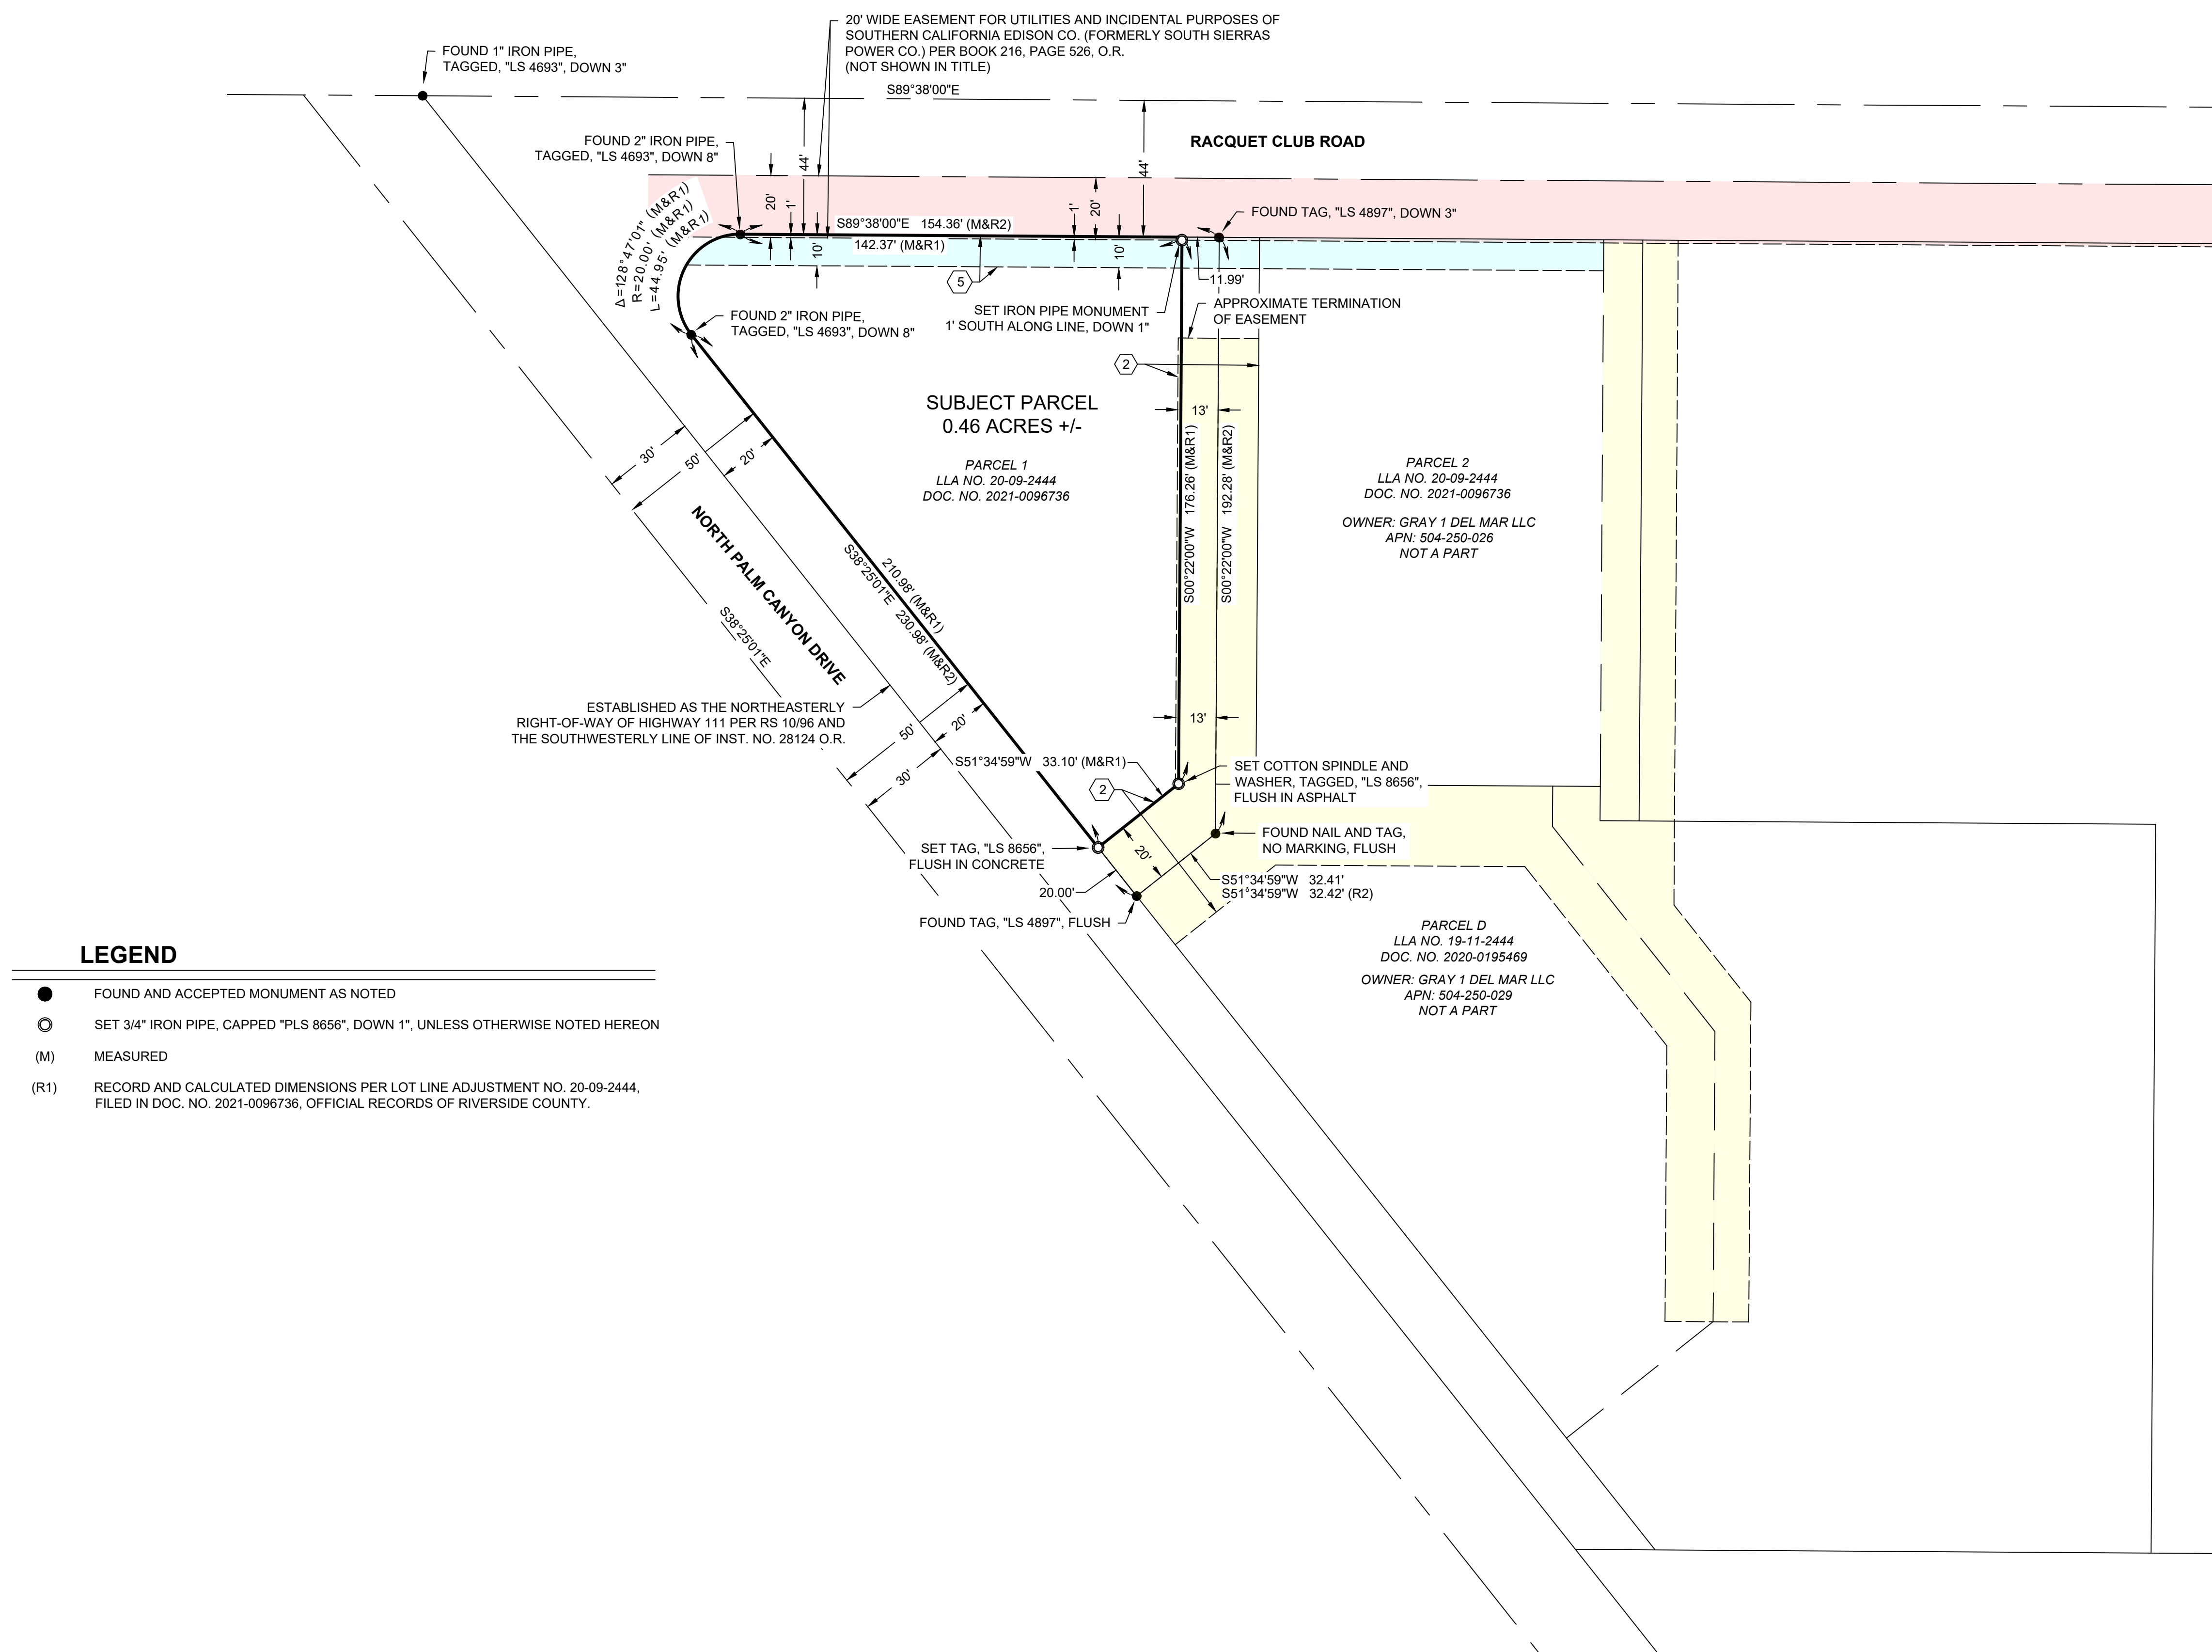 20' WIDE EASEMENT FOR UTILITIES AND INCIDENTAL PURPOSES OF
SOUTHERN CALIFORNIA EDISON CO. (FORMERLY SOUTH SIERRAS
POWER CO.) PER BOOK 216, PAGE 526, O.R.
(NOT SHOWN IN TITLE)
FOUND 1" IRON PIPE,
TAGGED, "LS 4693", DOWN 3"
S89°38'00"E
FOUND 2" IRON PIPE,
TAGGED, "LS 4693", DOWN 8"
44'
44'
RACQUET CLUB ROAD
20'
1'
1'
20'
Δ=128°47'01" (M&R1)
R=20.00' (M&R1)
L=44.95' (M&R1)
S89°38'00"E 154.36' (M&R2)
142.37' (M&R1)
10'
10'
FOUND TAG, "LS 4897", DOWN 3"
5
11.99'
SET IRON PIPE MONUMENT
1' SOUTH ALONG LINE, DOWN 1"
APPROXIMATE TERMINATION
OF EASEMENT
FOUND 2" IRON PIPE,
TAGGED, "LS 4693", DOWN 8"
2
SUBJECT PARCEL
0.46 ACRES +/-
13'
PARCEL 1
LLA NO. 20-09-2444
DOC. NO. 2021-0096736
S00°22'00"W 176.26' (M&R1)
S00°22'00"W 192.28' (M&R2)
PARCEL 2
LLA NO. 20-09-2444
DOC. NO. 2021-0096736
OWNER: GRAY 1 DEL MAR LLC
APN: 504-250-026
NOT A PART
30'
50'
20'
NORTH PALM CANYON DRIVE
S38°25'01"E
210.98' (M&R1)
S38°25'01"E 230.98' (M&R2)
ESTABLISHED AS THE NORTHEASTERLY
RIGHT-OF-WAY OF HIGHWAY 111 PER RS 10/96 AND
THE SOUTHWESTERLY LINE OF INST. NO. 28124 O.R.
50'
20'
30'
13'
S51°34'59"W 33.10' (M&R1)
2
SET COTTON SPINDLE AND
WASHER, TAGGED, "LS 8656",
FLUSH IN ASPHALT
FOUND NAIL AND TAG,
NO MARKING, FLUSH
SET TAG, "LS 8656",
FLUSH IN CONCRETE
20'
20.00'
S51°34'59"W 32.41'
S51°34'59"W 32.42' (R2)
FOUND TAG, "LS 4897", FLUSH
PARCEL D
LLA NO. 19-11-2444
DOC. NO. 2020-0195469
OWNER: GRAY 1 DEL MAR LLC
APN: 504-250-029
NOT A PART
LEGEND
FOUND AND ACCEPTED MONUMENT AS NOTED
SET 3/4" IRON PIPE, CAPPED "PLS 8656", DOWN 1", UNLESS OTHERWISE NOTED HEREON
(M) MEASURED
(R1) RECORD AND CALCULATED DIMENSIONS PER LOT LINE ADJUSTMENT NO. 20-09-2444,
FILED IN DOC. NO. 2021-0096736, OFFICIAL RECORDS OF RIVERSIDE COUNTY.